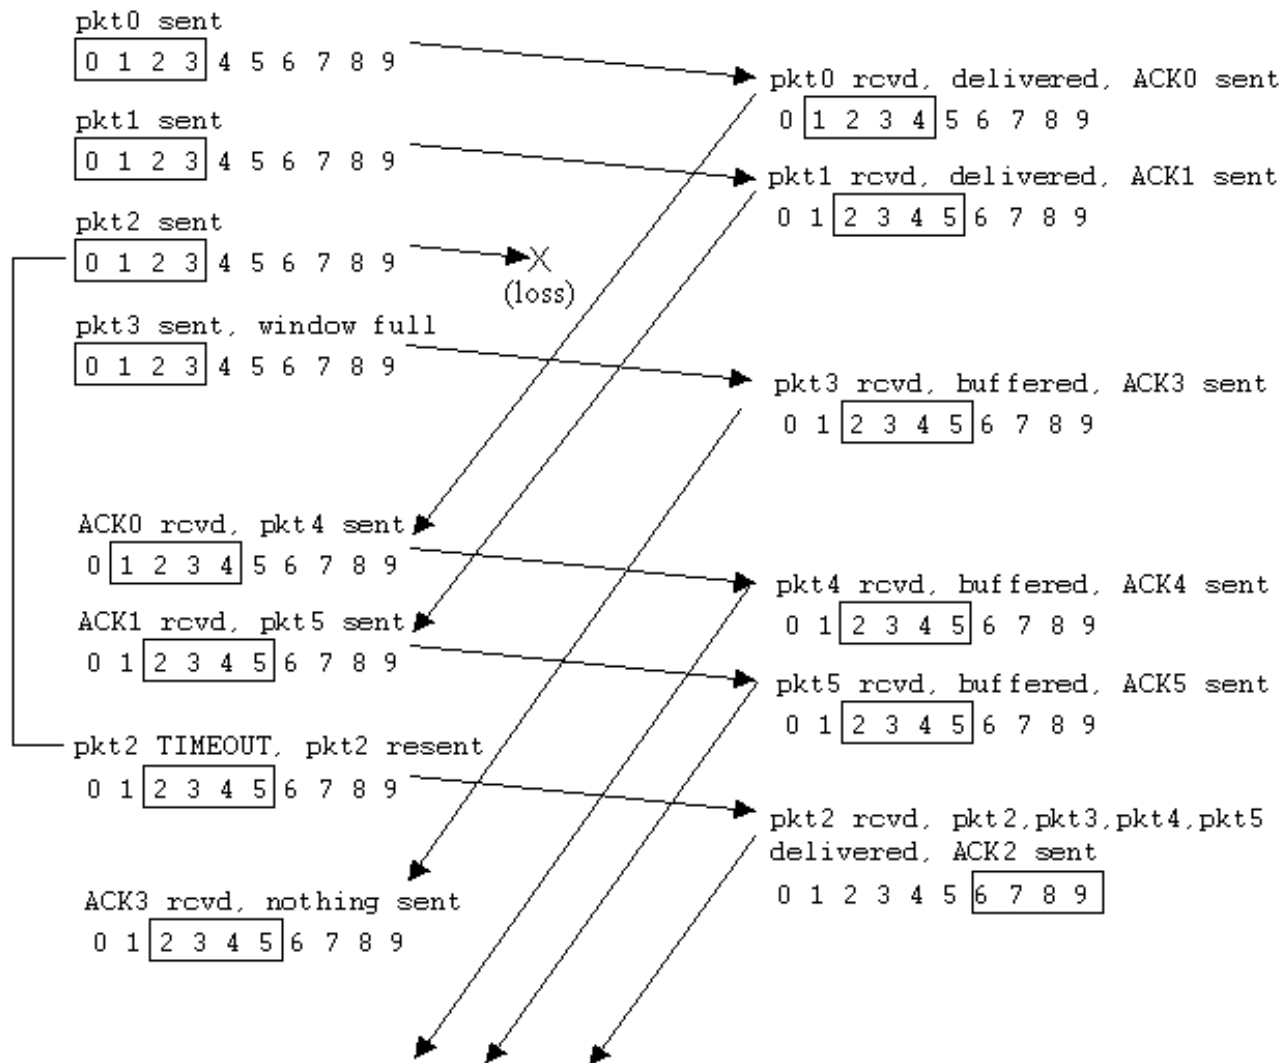 pkt0 sent
0 1 2 3 4 5 6 7 8 9
pkt1 sent
0 1 2 3 4 5 6 7 8 9
pkt2 sent
0 1 2 3 4 5 6 7 8 9
X
(loss)
pkt3 sent, window full
0 1 2 3 4 5 6 7 8 9
ACK0 rcvd, pkt4 sent
0 1 2 3 4 5 6 7 8 9
ACK1 rcvd, pkt5 sent
0 1 2 3 4 5 6 7 8 9
pkt2 TIMEOUT, pkt2 resent
0 1 2 3 4 5 6 7 8 9
ACK3 rcvd, nothing sent
0 1 2 3 4 5 6 7 8 9
pkt0 rcvd, delivered, ACK0 sent
0 1 2 3 4 5 6 7 8 9
pkt1 rcvd, delivered, ACK1 sent
0 1 2 3 4 5 6 7 8 9
pkt3 rcvd, buffered, ACK3 sent
0 1 2 3 4 5 6 7 8 9
pkt4 rcvd, buffered, ACK4 sent
0 1 2 3 4 5 6 7 8 9
pkt5 rcvd, buffered, ACK5 sent
0 1 2 3 4 5 6 7 8 9
pkt2 rcvd, pkt2,pkt3,pkt4,pkt5
delivered, ACK2 sent
0 1 2 3 4 5 6 7 8 9